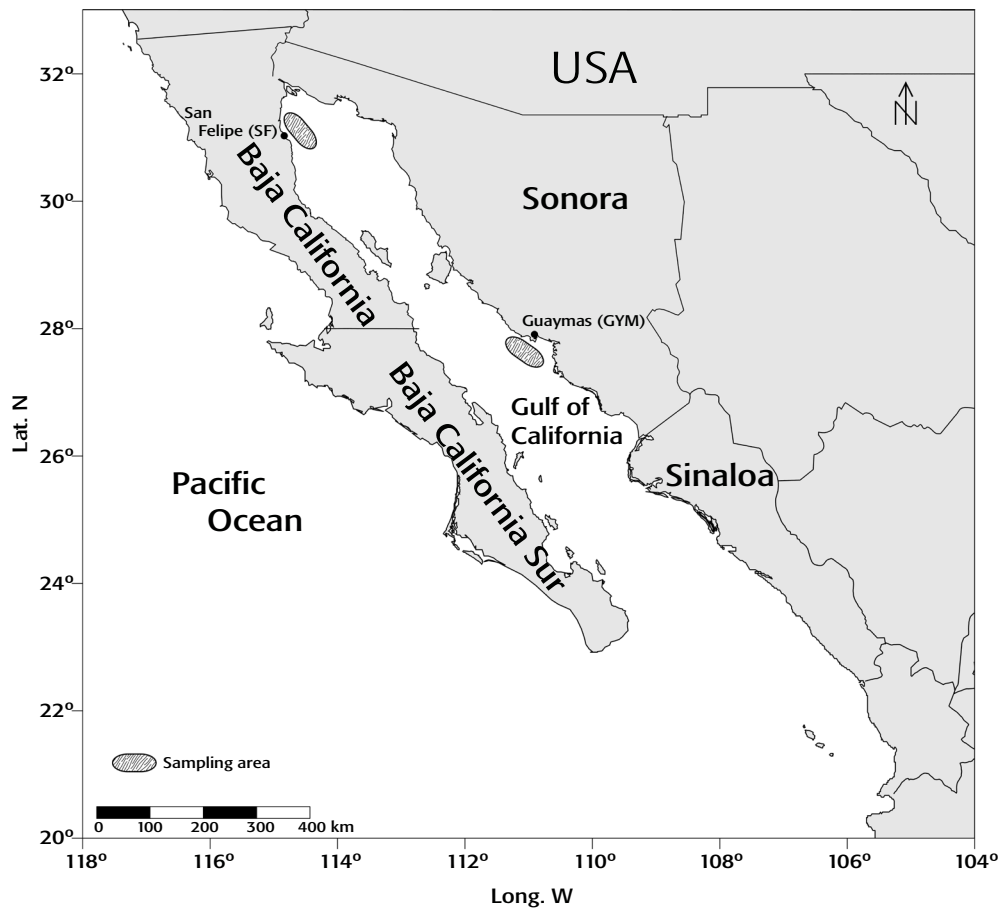 USA
N
32º
San
Felipe (SF)
Baja California
Sonora
30º
28º
Guaymas (GYM)
Baja California Sur
Gulf of
California
Lat. N
26º
Sinaloa
Pacific
Ocean
24º
22º
Sampling area
0 100 200 300 400 km
20º
118º 116º 114º 112º 110º 108º 106º 104º
Long. W